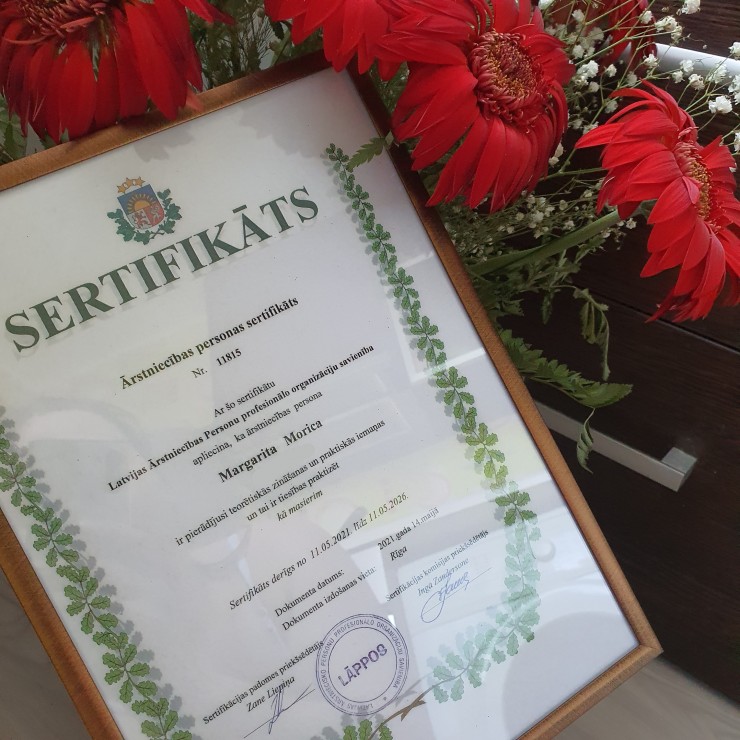 SERTIFIKĀTS
Ārstniecības personas sertifikāts
Nr. 11815
Ar šo sertifikātu
Latvijas Ārstniecības Personu profesionālo organizāciju savienība
apliecina, ka ārstniecības persona
Margarita Morica
ir pierādījusi teorētiskās zināšanas un praktiskās iemaņas
un tai ir tiesības praktizēt
kā masierim
Sertifikāts derīgs no 11.05.2021. līdz 11.05.2026.
Dokumenta datums: 2021.gada 14.maijā
Dokumenta izdošanas vieta: Rīga
Sertifikācijas komisijas priekšsēdētājs
Inga Zundersone
Sertifikācijas padomes priekšsēdētājs
Zane Liepiņa
LĀPPOS